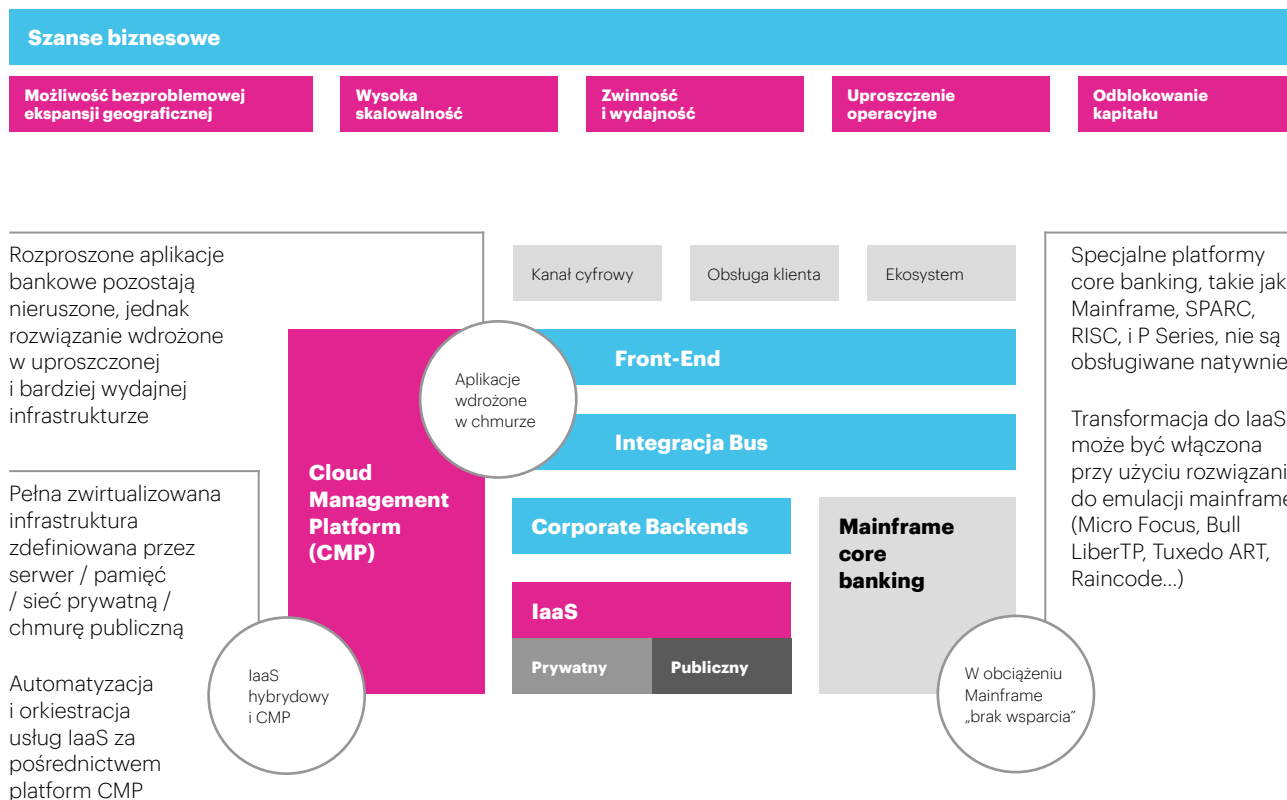 Szanse biznesowe
Możliwość bezproblemowej
ekspansji geograficznej
Wysoka
skalowalność
Zwinność
i wydajność
Uproszczenie
operacyjne
Odblokowanie
kapitału
Rozproszone aplikacje
bankowe pozostają
nieruszone, jednak
rozwiązanie wdrożone
w uproszczonej
i bardziej wydajnej
infrastrukturze
Pełna zwirtualizowana
infrastruktura
zdefiniowana przez
serwer / pamięć
/ sieć prywatną /
chmurę publiczną
Automatyzacja
i orkiestracja
usług IaaS za
pośrednictwem
platform CMP
IaaS
hybrydowy
i CMP
Cloud
Management
Platform
(CMP)
Aplikacje
wdrożone
w chmurze
Kanał cyfrowy
Obsługa klienta
Ekosystem
Front-End
Integracja Bus
Corporate Backends
IaaS
Prywatny
Publiczny
Mainframe
core
banking
W obciążeniu
Mainframe
„brak wsparcia”
Specjalne platformy
core banking, takie jak
Mainframe, SPARC,
RISC, i P Series, nie są
obsługiwane natywnie
Transformacja do IaaS
może być włączona
przy użyciu rozwiązani
do emulacji mainframe
(Micro Focus, Bull
LiberTP, Tuxedo ART,
Raincode...)